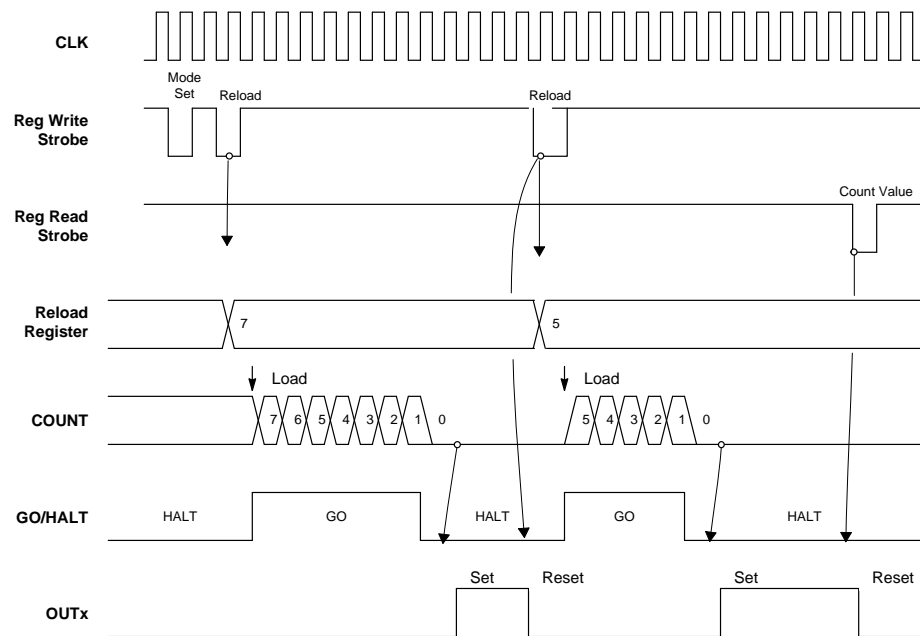 CLK
Mode
Set
Reload
Reload
Reg Write
Strobe
Count Value
Reg Read
Strobe
Reload
Register
7
5
Load
Load
COUNT
7 6 5 4 3 2 1 0
5 4 3 2 1 0
GO/HALT
HALT
GO
HALT
GO
HALT
Set
Reset
Set
Reset
OUTx